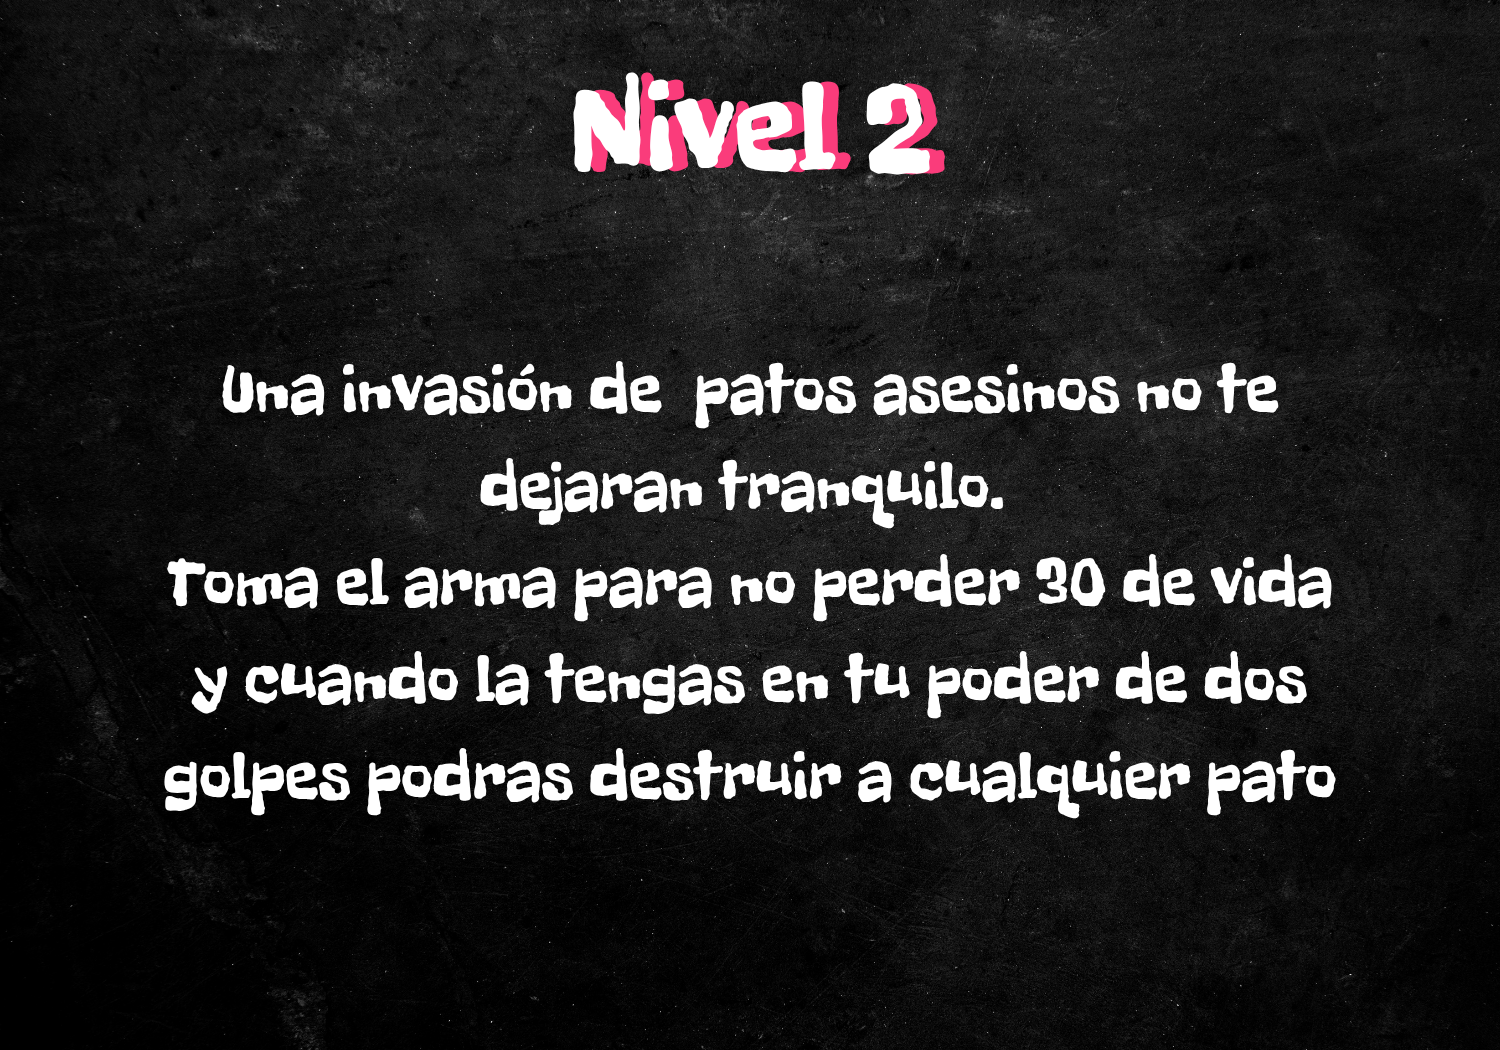 Nivel 2
Una invasión de patos asesinos no te
dejaran tranquilo.
Toma el arma para no perder 30 de vida
y cuando la tengas en tu poder de dos
golpes podras destruir a cualquier pato